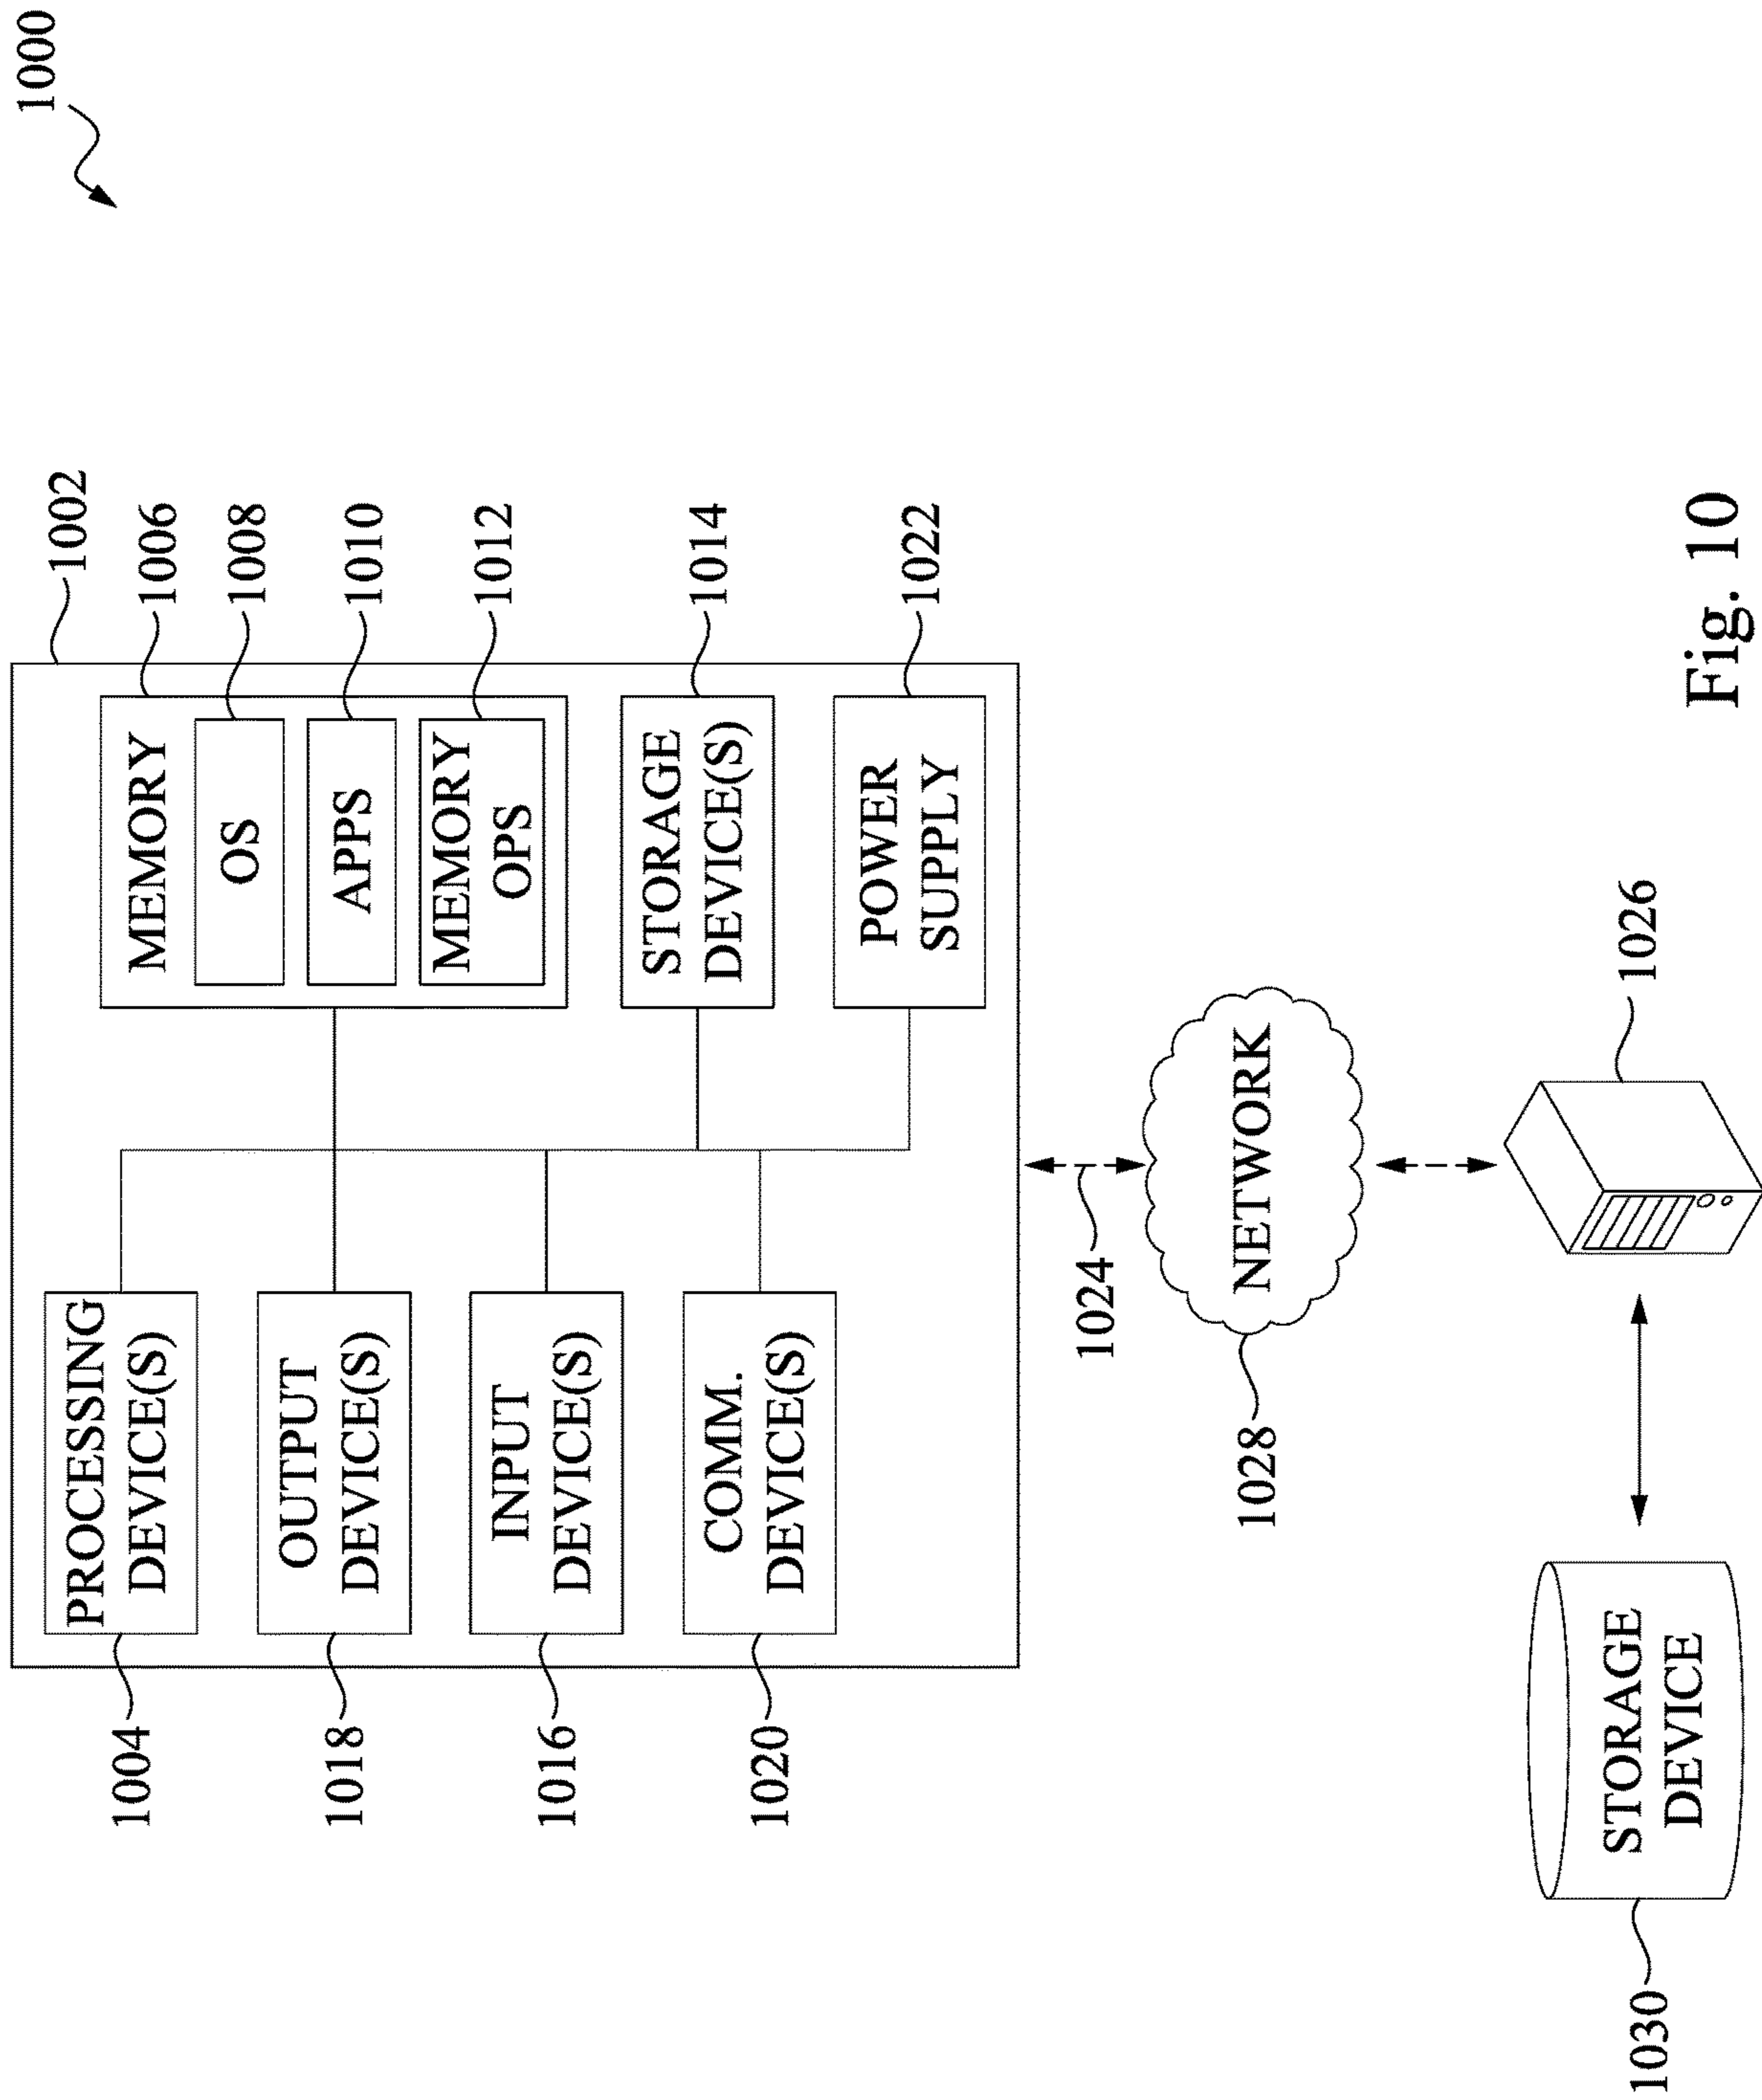 1000
1002
1004
PROCESSING
DEVICE(S)
MEMORY
1006
OS
1008
1018
OUTPUT
DEVICE(S)
APPS
1010
MEMORY
OPS
1012
1016
INPUT
DEVICE(S)
STORAGE
DEVICE(S)
1014
1020
COMM.
DEVICE(S)
POWER
SUPPLY
1022
1024
1028
NETWORK
1030
STORAGE
DEVICE
1026
Fig. 10